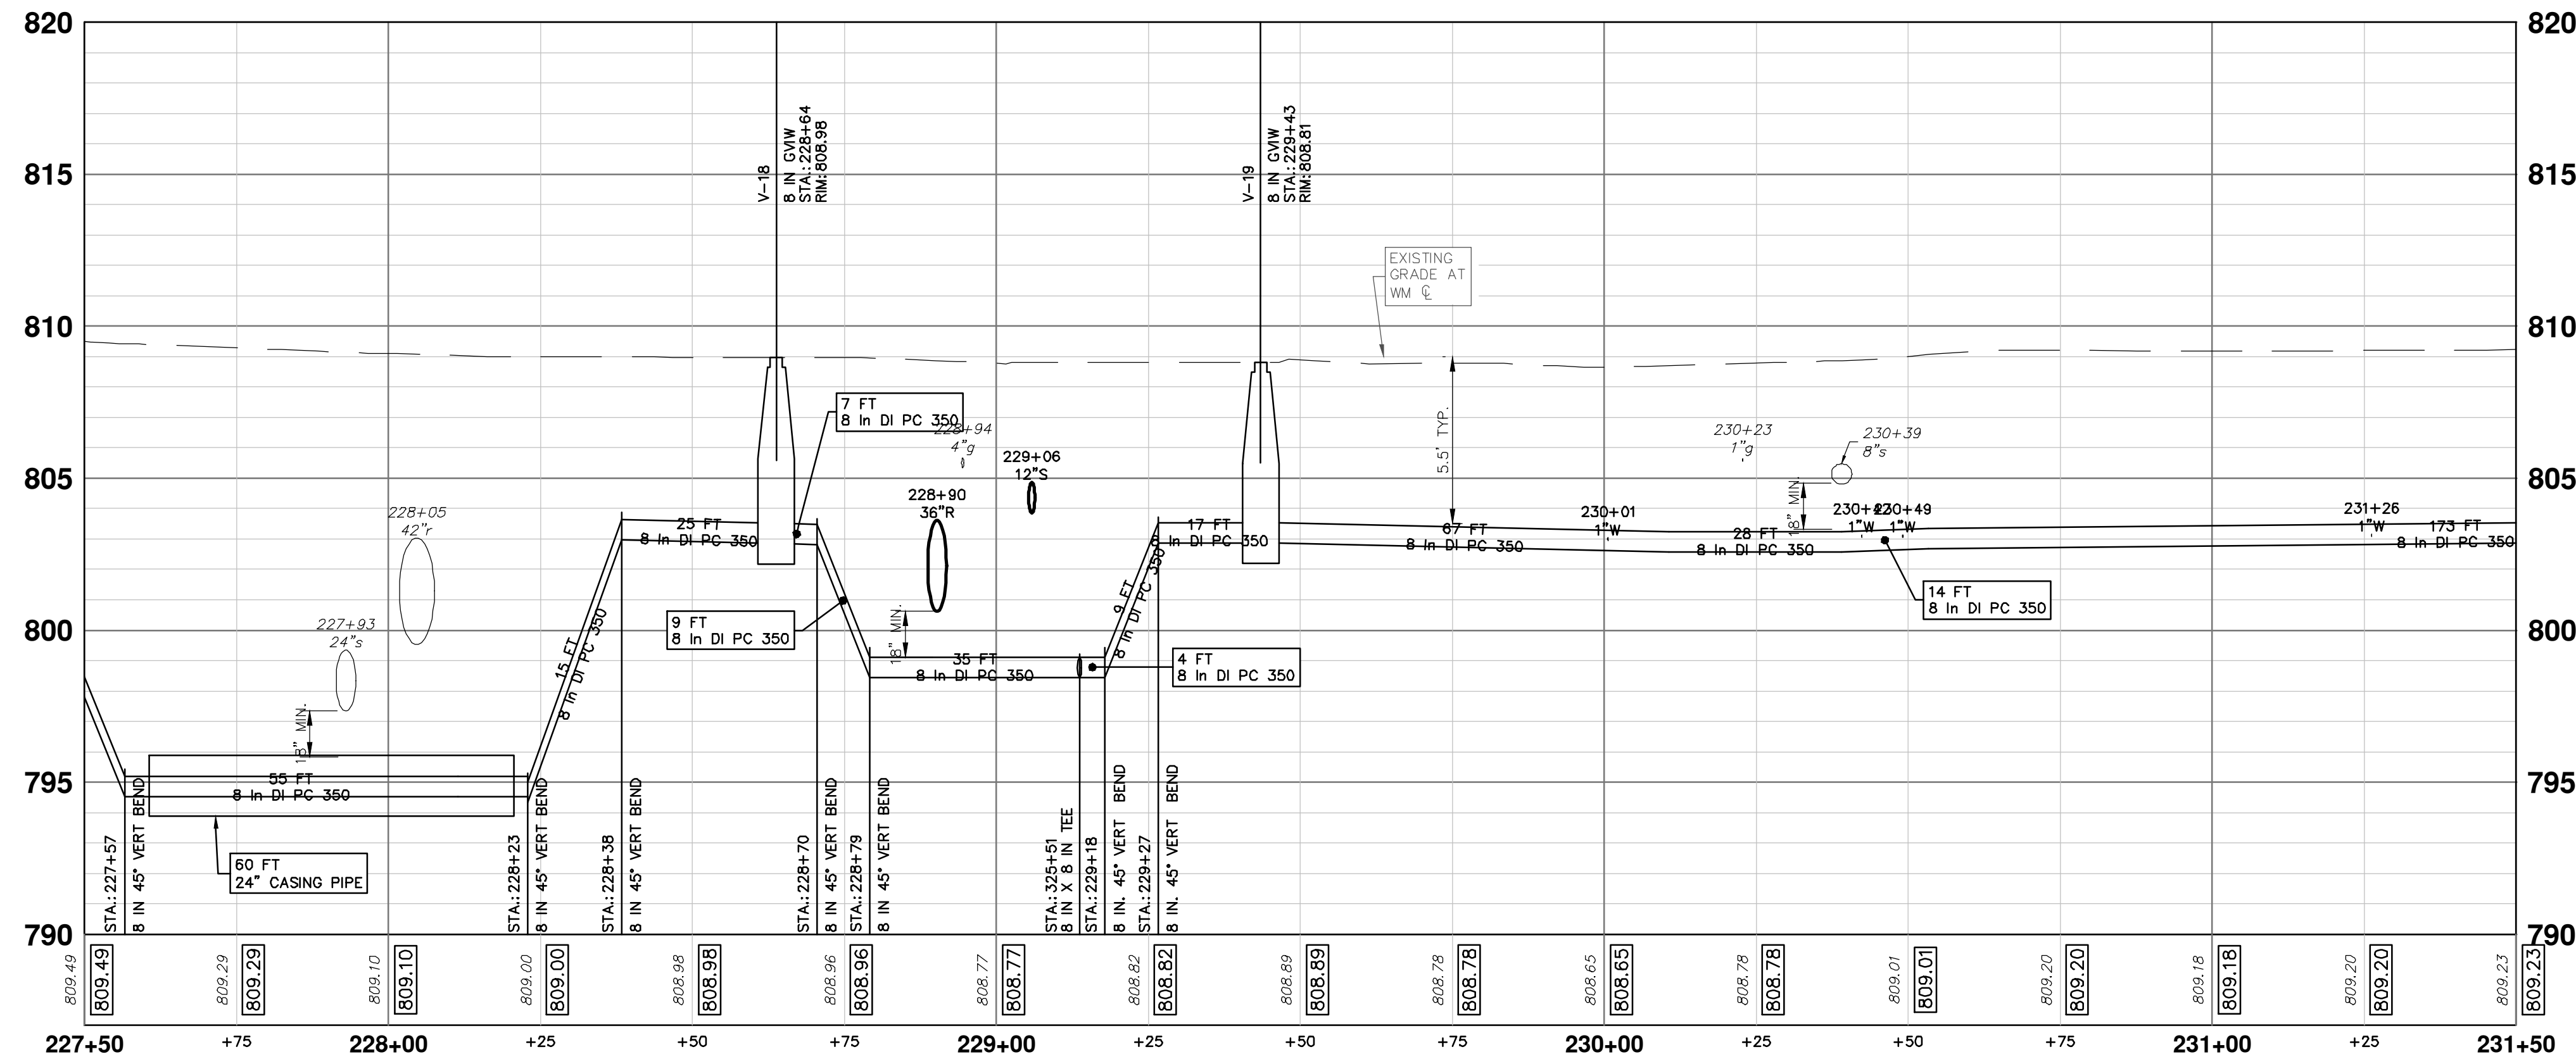 820
820
815
815
810
810
805
805
800
800
795
795
790
790
V-18
8 IN GVIW
STA.: 228+64
RIM: 808.98
V-19
8 IN GVIW
STA.: 229+43
RIM: 808.81
EXISTING
GRADE AT
WM ℄
7 FT
8 In DI PC 350
228+94
4"g
229+06
12"S
228+90
36"R
228+05
42"r
227+93
24"s
18" MIN.
55 FT
8 In DI PC 350
60 FT
24" CASING PIPE
15 FT
8 In DI PC 350
25 FT
8 In DI PC 350
9 FT
8 In DI PC 350
18" MIN.
35 FT
8 In DI PC 350
4 FT
8 In DI PC 350
9 FT
8 In DI PC 350
17 FT
8 In DI PC 350
5.5' TYP.
67 FT
8 In DI PC 350
230+01
1"W
230+23
1"g
28 FT
8 In DI PC 350
18" MIN.
230+39
8"s
1"W
230+49
1"W
14 FT
8 In DI PC 350
231+26
1"W
173 FT
8 In DI PC 350
STA.: 227+57
8 IN 45° VERT BEND
STA.: 228+23
8 IN 45° VERT BEND
STA.: 228+38
8 IN 45° VERT BEND
STA.: 228+70
8 IN 45° VERT BEND
STA.: 228+79
8 IN 45° VERT BEND
STA.: 325+51
8 IN X 8 IN TEE
STA.: 229+18
8 IN. 45° VERT BEND
STA.: 229+27
8 IN. 45° VERT BEND
809.49
809.49
809.29
809.29
809.10
809.10
809.00
809.00
808.98
808.98
808.96
808.96
808.77
808.77
808.82
808.82
808.89
808.89
808.78
808.78
808.65
808.65
808.78
808.78
809.01
809.01
809.20
809.20
809.18
809.18
809.20
809.20
809.23
809.23
227+50
+75
228+00
+25
+50
+75
229+00
+25
+50
+75
230+00
+25
+50
+75
231+00
+25
231+50